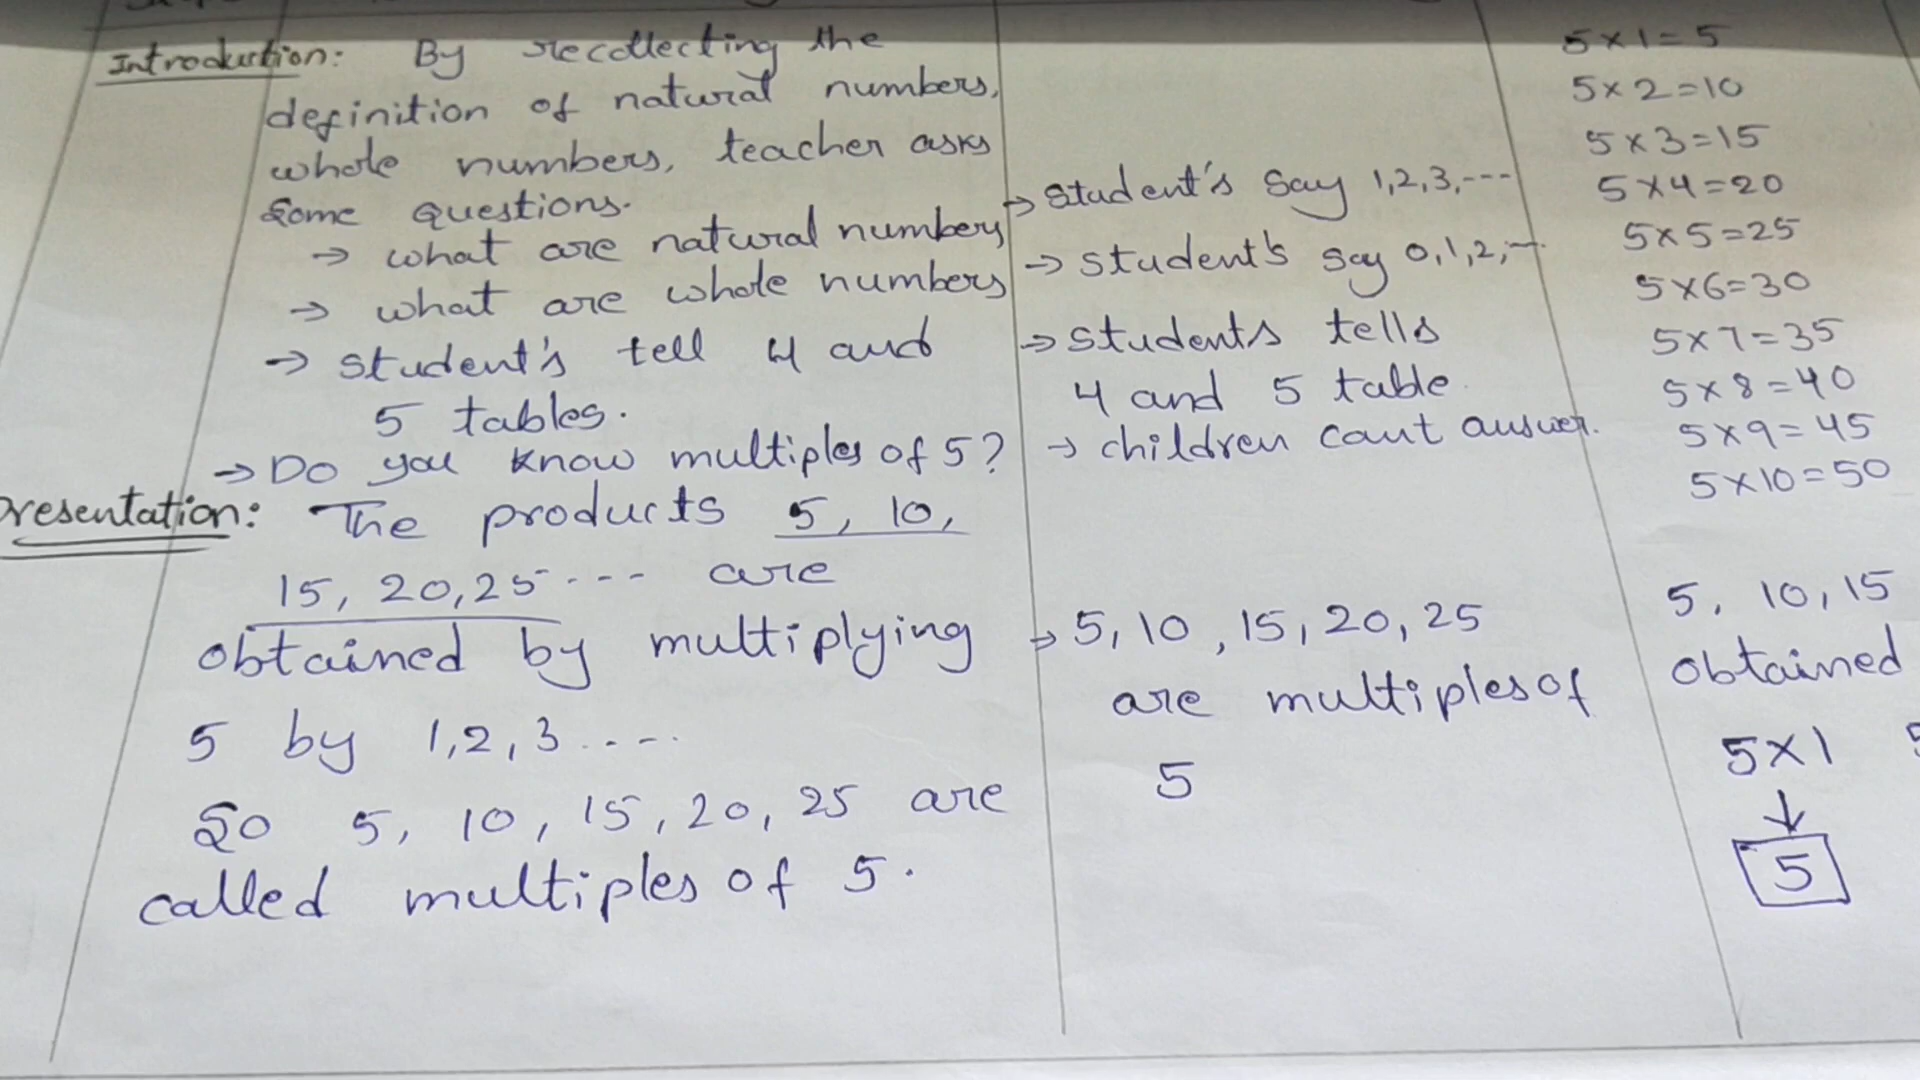 Introduction: By recollecting the
definition of natural numbers,
whole numbers, teacher asks
some questions.
→ what are natural numbers
→ what are whole numbers
→ student's tell 4 and
5 tables.
→ Do you know multiples of 5?
Presentation: The products 5, 10,
15, 20, 25 ---- are
obtained by multiplying
5 by 1, 2, 3 ....
So 5, 10, 15, 20, 25 are
called multiples of 5.
→ student's say 1, 2, 3, ---
→ student's say 0, 1, 2, --
→ students tells
4 and 5 table
→ children cant answer.
→ 5, 10, 15, 20, 25
are multiples of
5
5 × 1 = 5
5 × 2 = 10
5 × 3 = 15
5 × 4 = 20
5 × 5 = 25
5 × 6 = 30
5 × 7 = 35
5 × 8 = 40
5 × 9 = 45
5 × 10 = 50
5, 10, 15
obtained
5 × 1
↓
5